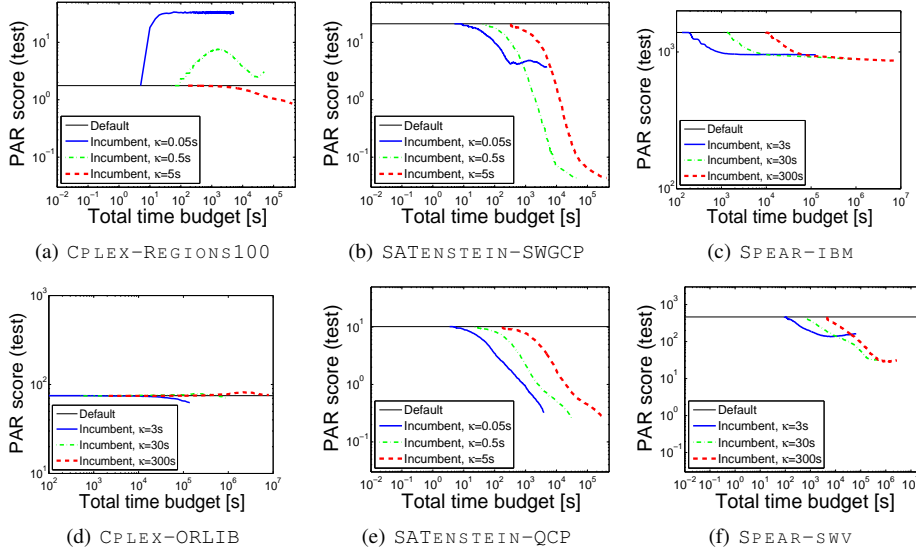 PAR score (test)
10^1
10^0
10^-1
Default
Incumbent, κ=0.05s
Incumbent, κ=0.5s
Incumbent, κ=5s
10^-2 10^-1 10^0 10^1 10^2 10^3 10^4 10^5
Total time budget [s]
(a) CPLEX-REGIONS100
PAR score (test)
10^1
10^0
10^-1
Default
Incumbent, κ=0.05s
Incumbent, κ=0.5s
Incumbent, κ=5s
10^-2 10^-1 10^0 10^1 10^2 10^3 10^4 10^5
Total time budget [s]
(b) SATENSTEIN-SWGCP
PAR score (test)
10^3
10^2
Default
Incumbent, κ=3s
Incumbent, κ=30s
Incumbent, κ=300s
10^2 10^3 10^4 10^5 10^6 10^7
Total time budget [s]
(c) SPEAR-IBM
PAR score (test)
10^3
10^2
10^1
Default
Incumbent, κ=3s
Incumbent, κ=30s
Incumbent, κ=300s
10^2 10^3 10^4 10^5 10^6 10^7
Total time budget [s]
(d) CPLEX-ORLIB
PAR score (test)
10^1
10^0
10^-1
Default
Incumbent, κ=0.05s
Incumbent, κ=0.5s
Incumbent, κ=5s
10^-2 10^-1 10^0 10^1 10^2 10^3 10^4 10^5
Total time budget [s]
(e) SATENSTEIN-QCP
PAR score (test)
10^3
10^2
10^1
10^0
10^-1
Default
Incumbent, κ=3s
Incumbent, κ=30s
Incumbent, κ=300s
10^-2 10^-1 10^0 10^1 10^2 10^3 10^4 10^5 10^6 10^7
Total time budget [s]
(f) SPEAR-SWV